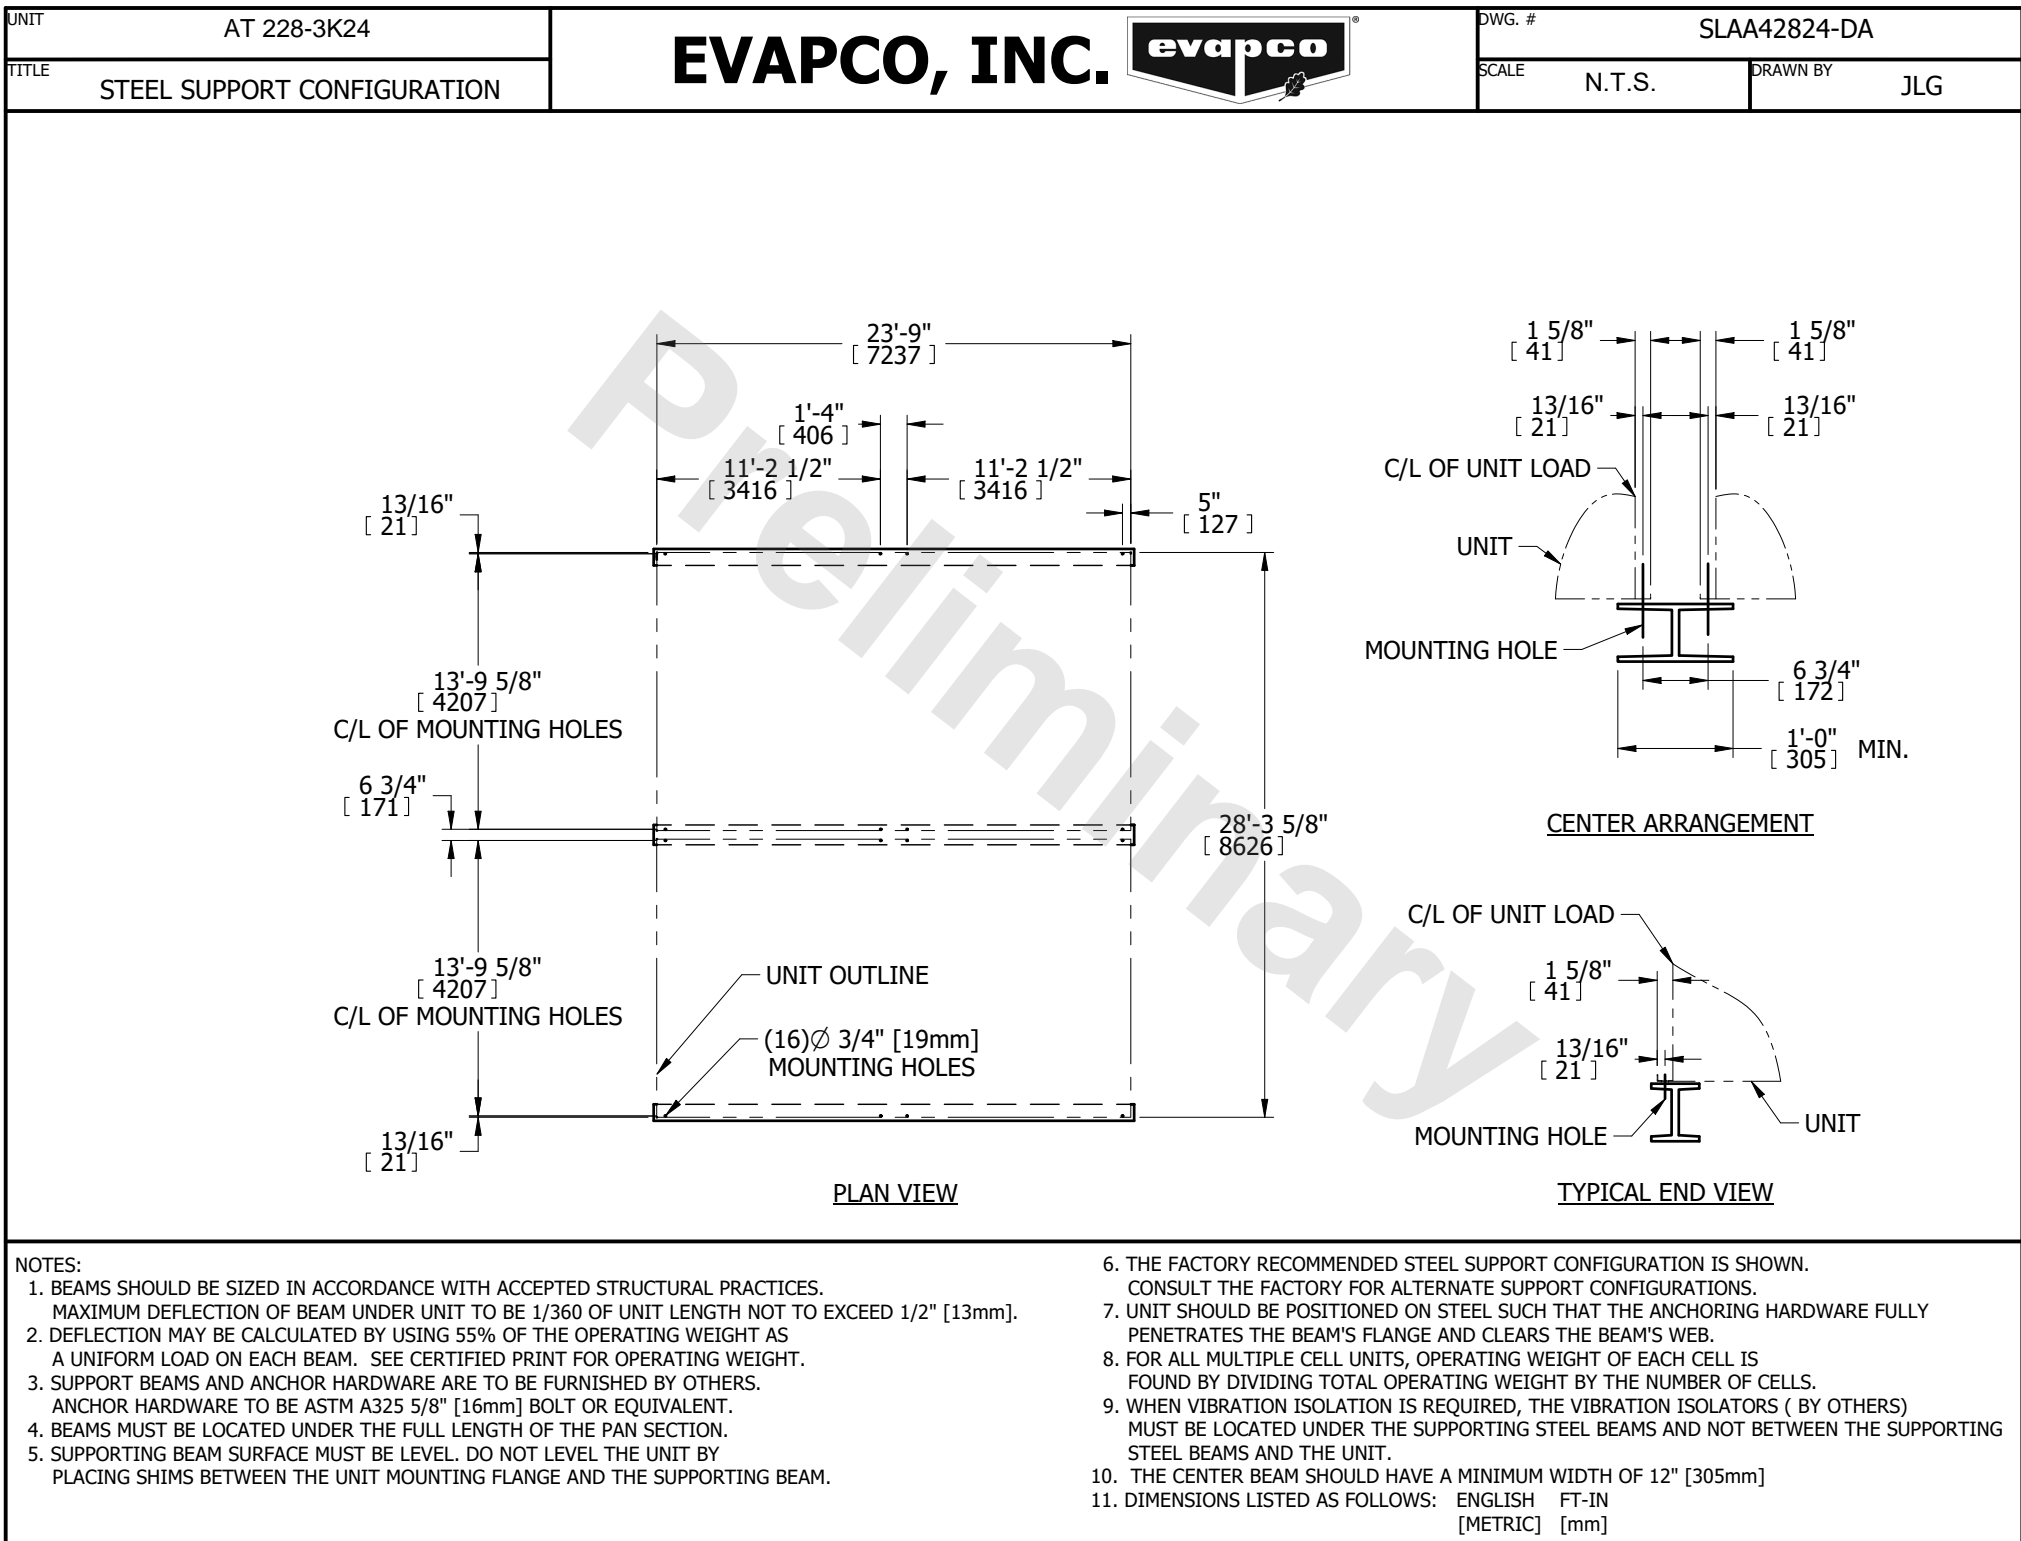 UNIT
AT 228-3K24
TITLE
STEEL SUPPORT CONFIGURATION
EVAPCO, INC.
evapco®
DWG. #
SLAA42824-DA
SCALE
N.T.S.
DRAWN BY
JLG
Preliminary
23'-9"
[ 7237 ]
1'-4"
[ 406 ]
11'-2 1/2"
[ 3416 ]
11'-2 1/2"
[ 3416 ]
5"
[ 127 ]
13/16"
[ 21]
13'-9 5/8"
[ 4207]
C/L OF MOUNTING HOLES
6 3/4"
[ 171]
28'-3 5/8"
[ 8626]
13'-9 5/8"
[ 4207]
C/L OF MOUNTING HOLES
UNIT OUTLINE
(16)Ø 3/4" [19mm]
MOUNTING HOLES
13/16"
[ 21]
PLAN VIEW
1 5/8"
[ 41]
1 5/8"
[ 41]
13/16"
[ 21]
13/16"
[ 21]
C/L OF UNIT LOAD
UNIT
MOUNTING HOLE
6 3/4"
[ 172]
1'-0"
[ 305]
MIN.
CENTER ARRANGEMENT
C/L OF UNIT LOAD
1 5/8"
[ 41]
13/16"
[ 21 ]
MOUNTING HOLE
UNIT
TYPICAL END VIEW
NOTES:
1. BEAMS SHOULD BE SIZED IN ACCORDANCE WITH ACCEPTED STRUCTURAL PRACTICES.
MAXIMUM DEFLECTION OF BEAM UNDER UNIT TO BE 1/360 OF UNIT LENGTH NOT TO EXCEED 1/2" [13mm].
2. DEFLECTION MAY BE CALCULATED BY USING 55% OF THE OPERATING WEIGHT AS
A UNIFORM LOAD ON EACH BEAM. SEE CERTIFIED PRINT FOR OPERATING WEIGHT.
3. SUPPORT BEAMS AND ANCHOR HARDWARE ARE TO BE FURNISHED BY OTHERS.
ANCHOR HARDWARE TO BE ASTM A325 5/8" [16mm] BOLT OR EQUIVALENT.
4. BEAMS MUST BE LOCATED UNDER THE FULL LENGTH OF THE PAN SECTION.
5. SUPPORTING BEAM SURFACE MUST BE LEVEL. DO NOT LEVEL THE UNIT BY
PLACING SHIMS BETWEEN THE UNIT MOUNTING FLANGE AND THE SUPPORTING BEAM.
6. THE FACTORY RECOMMENDED STEEL SUPPORT CONFIGURATION IS SHOWN.
CONSULT THE FACTORY FOR ALTERNATE SUPPORT CONFIGURATIONS.
7. UNIT SHOULD BE POSITIONED ON STEEL SUCH THAT THE ANCHORING HARDWARE FULLY
PENETRATES THE BEAM'S FLANGE AND CLEARS THE BEAM'S WEB.
8. FOR ALL MULTIPLE CELL UNITS, OPERATING WEIGHT OF EACH CELL IS
FOUND BY DIVIDING TOTAL OPERATING WEIGHT BY THE NUMBER OF CELLS.
9. WHEN VIBRATION ISOLATION IS REQUIRED, THE VIBRATION ISOLATORS ( BY OTHERS)
MUST BE LOCATED UNDER THE SUPPORTING STEEL BEAMS AND NOT BETWEEN THE SUPPORTING
STEEL BEAMS AND THE UNIT.
10. THE CENTER BEAM SHOULD HAVE A MINIMUM WIDTH OF 12" [305mm]
11. DIMENSIONS LISTED AS FOLLOWS: ENGLISH FT-IN
[METRIC] [mm]